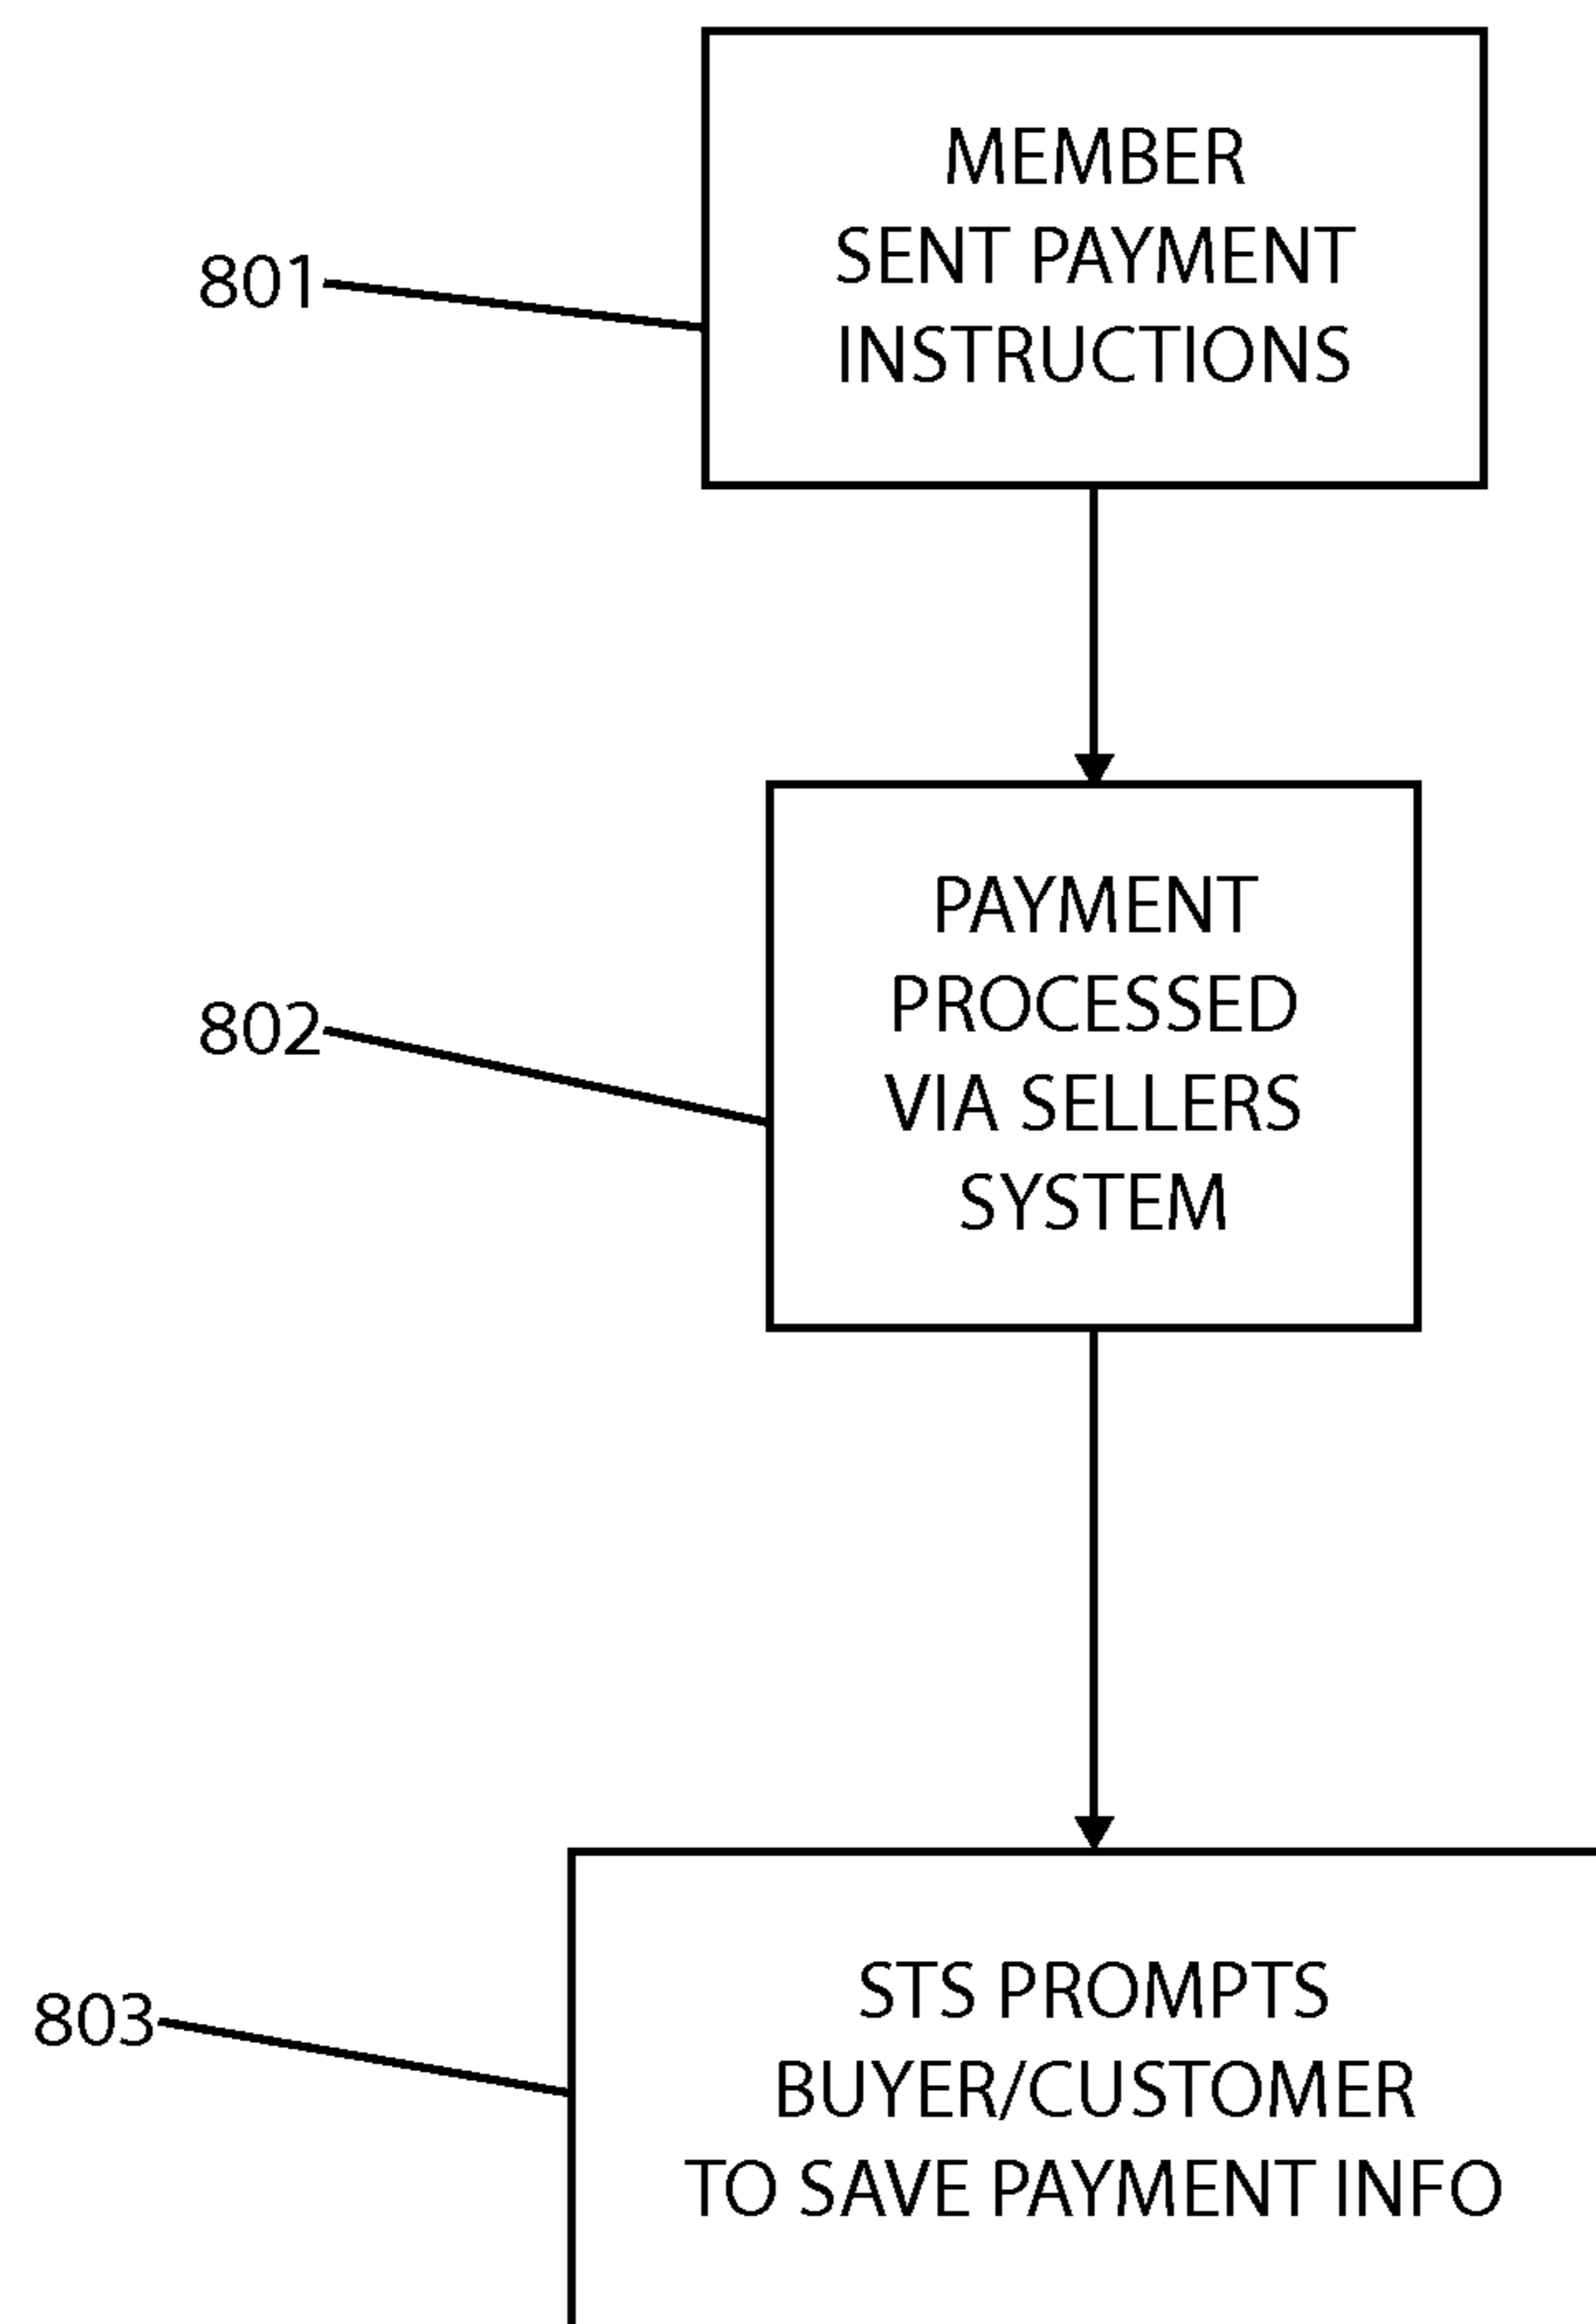 MEMBER
SENT PAYMENT
INSTRUCTIONS
801
PAYMENT
PROCESSED
VIA SELLERS
SYSTEM
802
STS PROMPTS
BUYER/CUSTOMER
TO SAVE PAYMENT INFO
803